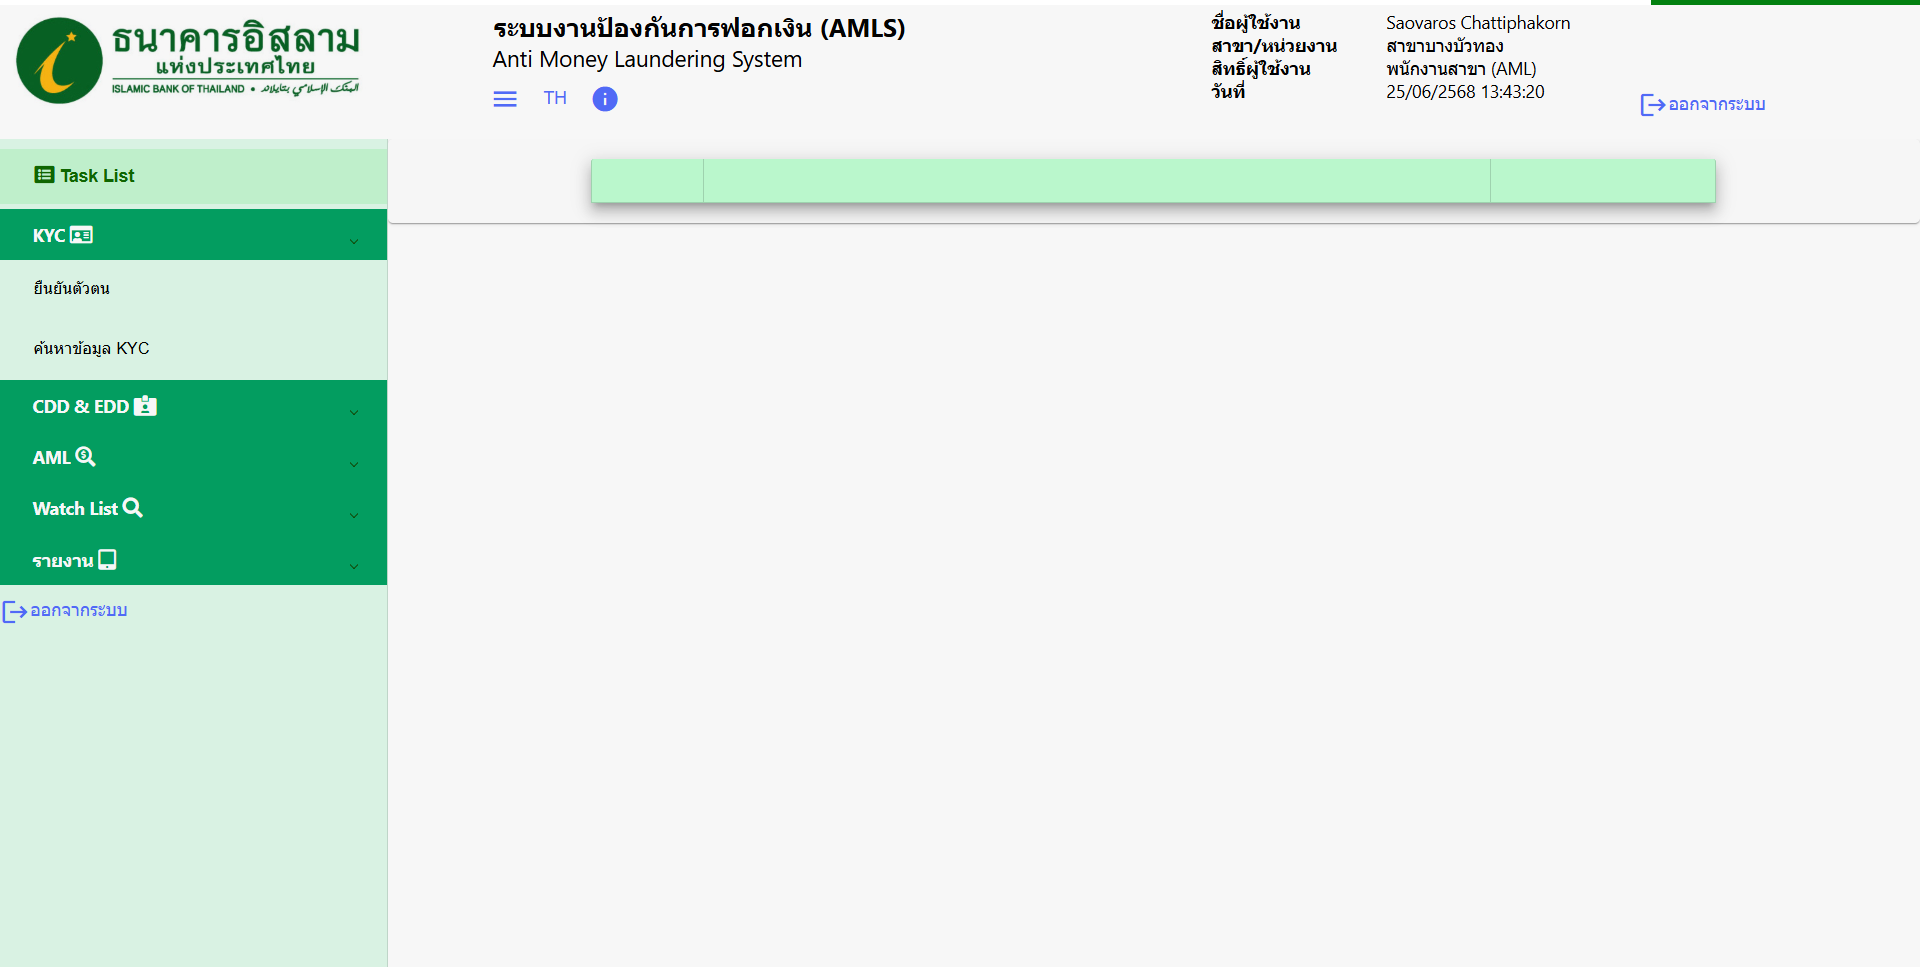 ธนาคารอิสลาม
แห่งประเทศไทย
ISLAMIC BANK OF THAILAND •
ระบบงานป้องกันการฟอกเงิน (AMLS)
Anti Money Laundering System
TH
ชื่อผู้ใช้งาน Saovaros Chattiphakorn
สาขา/หน่วยงาน สาขาบางบัวทอง
สิทธิ์ผู้ใช้งาน พนักงานสาขา (AML)
วันที่ 25/06/2568 13:43:20
ออกจากระบบ
Task List
KYC
ยืนยันตัวตน
ค้นหาข้อมูล KYC
CDD & EDD
AML
Watch List
รายงาน
ออกจากระบบ